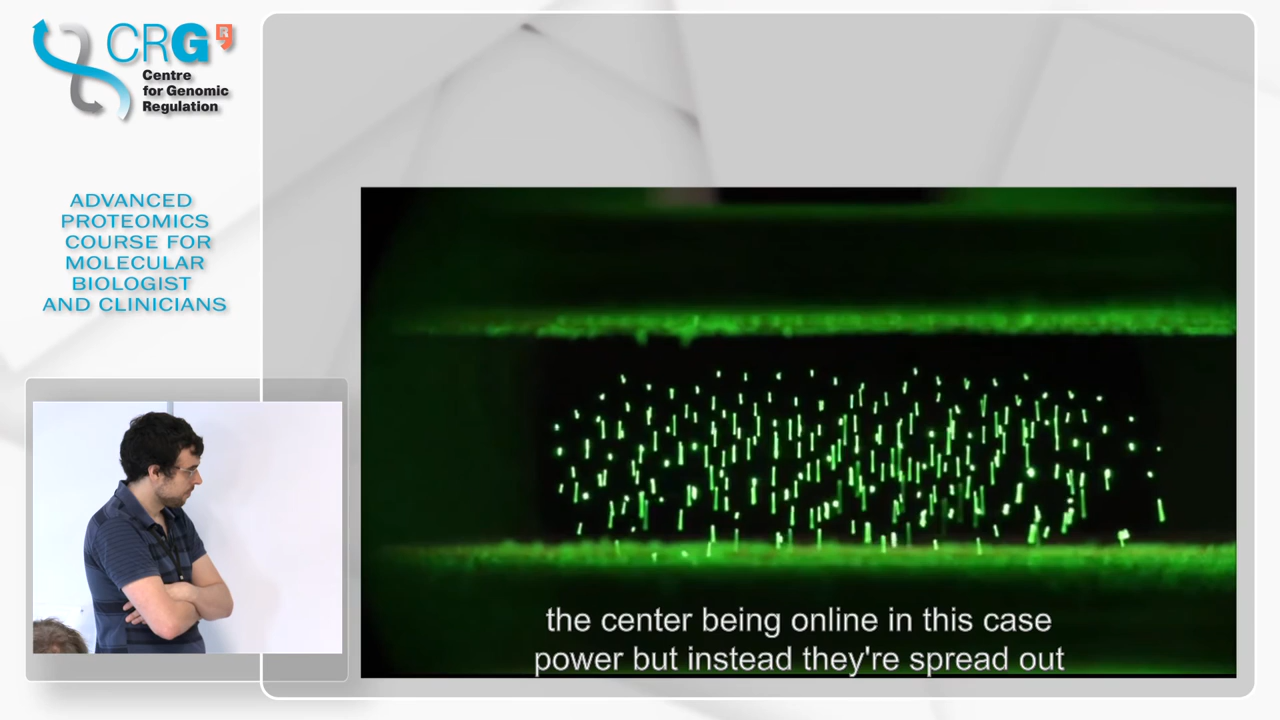 CRG
R
Centre
for Genomic
Regulation
ADVANCED
PROTEOMICS
COURSE FOR
MOLECULAR
BIOLOGIST
AND CLINICIANS
the center being online in this case
power but instead they're spread out